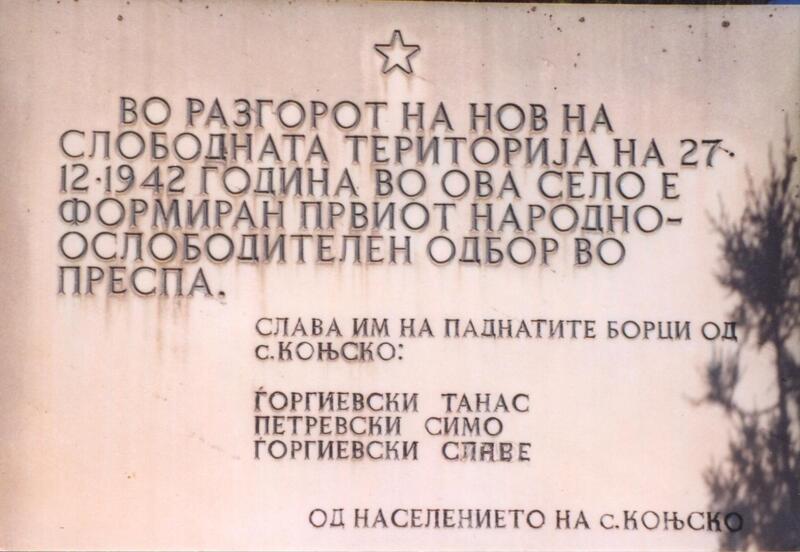 ВО РАЗГОРОТ НА НОВ НА
СЛОБОДНАТА ТЕРИТОРИЈА НА 27·
12·1942 ГОДИНА ВО ОВА СЕЛО Е
ФОРМИРАН ПРВИОТ НАРОДНО-
ОСЛОБОДИТЕЛЕН ОДБОР ВО
ПРЕСПА.
СЛАВА ИМ НА ПАДНАТИТЕ БОРЦИ ОД
с.КОЊСКО:
ЃОРГИЕВСКИ ТАНАС
ПЕТРЕВСКИ СИМО
ЃОРГИЕВСКИ СЛАВЕ
ОД НАСЕЛЕНИЕТО НА с.КОЊСКО